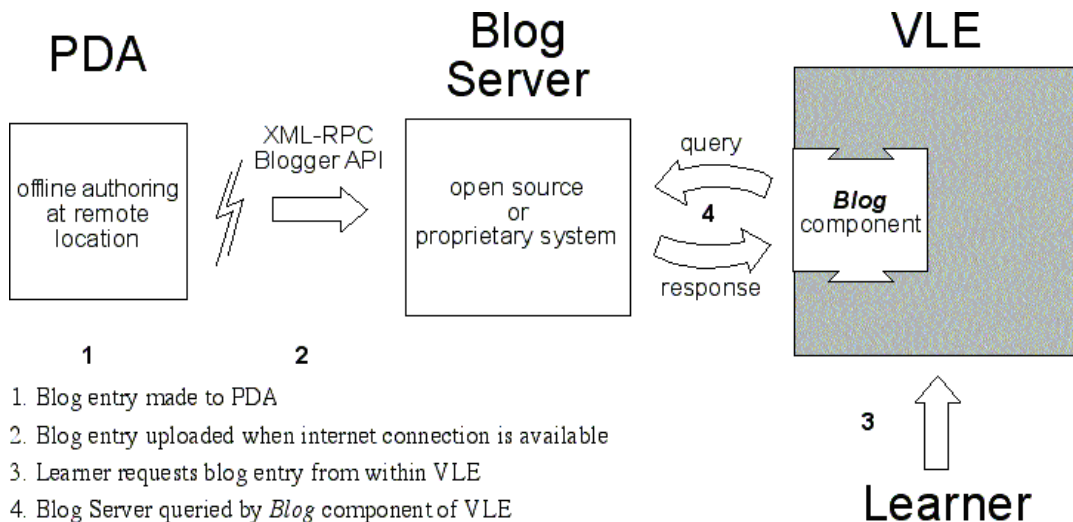 PDA
Blog
Server
VLE
offline authoring
at remote
location
XML-RPC
Blogger API
open source
or
proprietary system
query
4
response
Blog
component
1
2
3
Learner
1. Blog entry made to PDA
2. Blog entry uploaded when internet connection is available
3. Learner requests blog entry from within VLE
4. Blog Server queried by Blog component of VLE